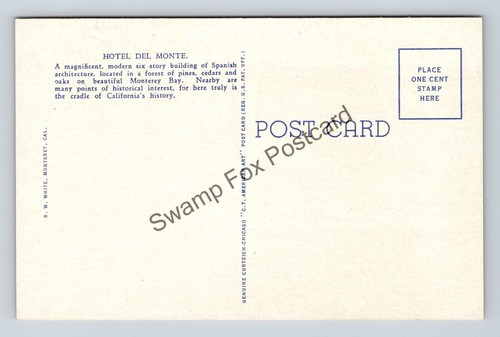 HOTEL DEL MONTE.
A magnificent, modern six story building of Spanish
architecture, located in a forest of pines, cedars and
oaks on beautiful Monterey Bay. Nearby are
many points of historical interest, for here truly is
the cradle of California's history.
S. W. WHITE, MONTEREY, CAL.
GENUINE CURTEICH-CHICAGO "C.T. AMERICAN ART" POST CARD (REG. U.S. PAT. OFF.)
POST CARD
PLACE
ONE CENT
STAMP
HERE
Swamp Fox Postcard